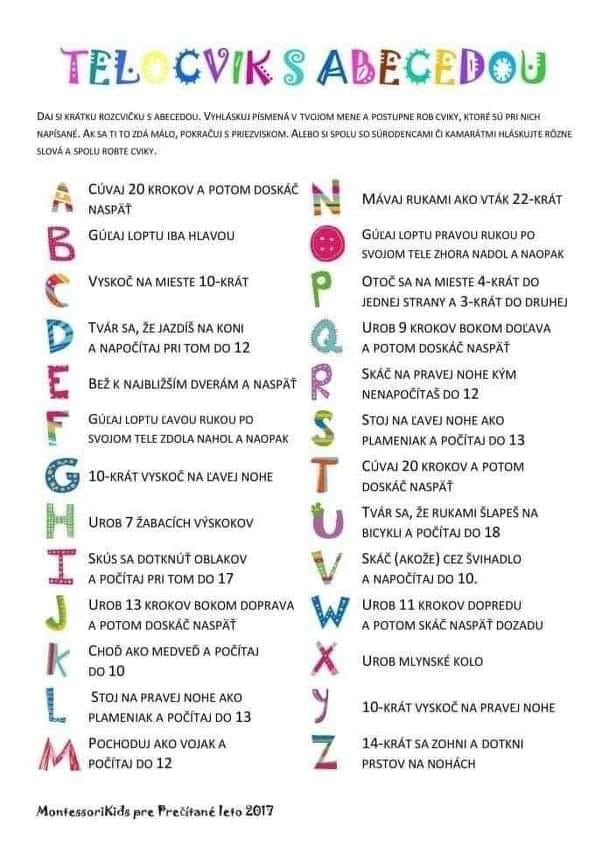 TELOCVIK S ABECEDOU
DAJ SI KRÁTKU ROZCVIČKU S ABECEDOU. VYHLÁSKUJ PÍSMENÁ V TVOJOM MENE A POSTUPNE ROB CVIKY, KTORÉ SÚ PRI NICH
NAPÍSANÉ. AK SA TI TO ZDÁ MÁLO, POKRAČUJ S PRIEZVISKOM. ALEBO SI SPOLU SO SÚRODENCAMI ČI KAMARÁTMI HLÁSKUJTE RÔZNE
SLOVÁ A SPOLU ROBTE CVIKY.
A CÚVAJ 20 KROKOV A POTOM DOSKÁČ
NASPÄŤ
B GÚĽAJ LOPTU IBA HLAVOU
C VYSKOČ NA MIESTE 10-KRÁT
D TVÁR SA, ŽE JAZDÍŠ NA KONI
A NAPOČÍTAJ PRI TOM DO 12
E BEŽ K NAJBLIŽŠÍM DVERÁM A NASPÄŤ
F GÚĽAJ LOPTU ĽAVOU RUKOU PO
SVOJOM TELE ZDOLA NAHOL A NAOPAK
G 10-KRÁT VYSKOČ NA ĽAVEJ NOHE
H UROB 7 ŽABACÍCH VÝSKOKOV
I SKÚS SA DOTKNÚŤ OBLAKOV
A POČÍTAJ PRI TOM DO 17
J UROB 13 KROKOV BOKOM DOPRAVA
A POTOM DOSKÁČ NASPÄŤ
K CHOĎ AKO MEDVEĎ A POČÍTAJ
DO 10
L STOJ NA PRAVEJ NOHE AKO
PLAMENIAK A POČÍTAJ DO 13
M POCHODUJ AKO VOJAK A
POČÍTAJ DO 12
N MÁVAJ RUKAMI AKO VTÁK 22-KRÁT
O GÚĽAJ LOPTU PRAVOU RUKOU PO
SVOJOM TELE ZHORA NADOL A NAOPAK
P OTOČ SA NA MIESTE 4-KRÁT DO
JEDNEJ STRANY A 3-KRÁT DO DRUHEJ
Q UROB 9 KROKOV BOKOM DOĽAVA
A POTOM DOSKÁČ NASPÄŤ
R SKÁČ NA PRAVEJ NOHE KÝM
NENAPOČÍTAŠ DO 12
S STOJ NA ĽAVEJ NOHE AKO
PLAMENIAK A POČÍTAJ DO 13
T CÚVAJ 20 KROKOV A POTOM
DOSKÁČ NASPÄŤ
U TVÁR SA, ŽE RUKAMI ŠLAPEŠ NA
BICYKLI A POČÍTAJ DO 18
V SKÁČ (AKOŽE) CEZ ŠVIHADLO
A NAPOČÍTAJ DO 10.
W UROB 11 KROKOV DOPREDU
A POTOM SKÁČ NASPÄŤ DOZADU
X UROB MLYNSKÉ KOLO
Y 10-KRÁT VYSKOČ NA PRAVEJ NOHE
Z 14-KRÁT SA ZOHNI A DOTKNI
PRSTOV NA NOHÁCH
MontessoriKids pre Prečítané leto 2017